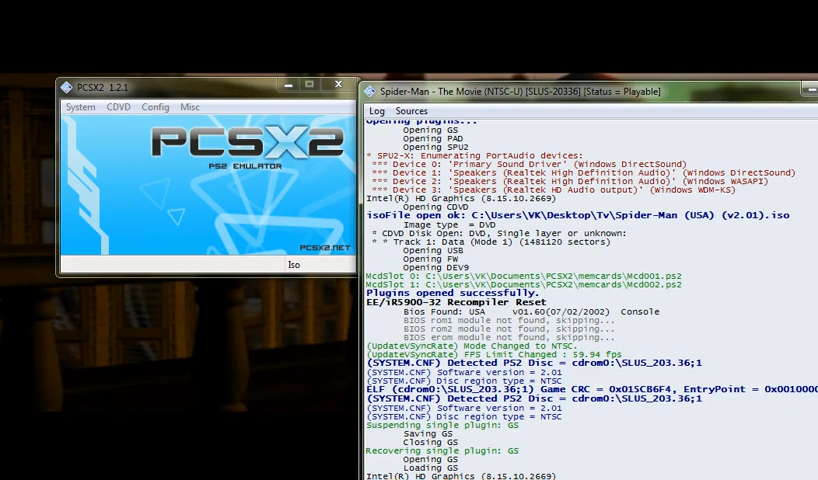 PCSX2 1.2.1
System CDVD Config Misc
PCSX2
PS2 EMULATOR
PCSX2.NET
Iso
Spider-Man - The Movie (NTSC-U) [SLUS-20336] [Status = Playable]
Log Sources
Opening plugins...
Opening GS
Opening PAD
Opening SPU2
* SPU2-X: Enumerating PortAudio devices:
*** Device 0: 'Primary Sound Driver' (Windows DirectSound)
*** Device 1: 'Speakers (Realtek High Definition Audio)' (Windows DirectSound)
*** Device 2: 'Speakers (Realtek High Definition Audio)' (Windows WASAPI)
*** Device 3: 'Speakers (Realtek HD Audio output)' (Windows WDM-KS)
Intel(R) HD Graphics (8.15.10.2669)
Opening CDVD
isoFile open ok: C:\Users\VK\Desktop\Tv\Spider-Man (USA) (v2.01).iso
Image type = DVD
* CDVD Disk Open: DVD, Single layer or unknown:
* * Track 1: Data (Mode 1) (1481120 sectors)
Opening USB
Opening FW
Opening DEV9
McdSlot 0: C:\Users\VK\Documents\PCSX2\memcards\Mcd001.ps2
McdSlot 1: C:\Users\VK\Documents\PCSX2\memcards\Mcd002.ps2
Plugins opened successfully.
EE/iR5900-32 Recompiler Reset
Bios Found: USA v01.60(07/02/2002) Console
BIOS rom1 module not found, skipping...
BIOS rom2 module not found, skipping...
BIOS erom module not found, skipping...
(UpdateVSyncRate) Mode Changed to NTSC.
(UpdateVSyncRate) FPS Limit Changed : 59.94 fps
(SYSTEM.CNF) Detected PS2 Disc = cdrom0:\SLUS_203.36;1
(SYSTEM.CNF) Software version = 2.01
(SYSTEM.CNF) Disc region type = NTSC
ELF (cdrom0:\SLUS_203.36;1) Game CRC = 0x015CB6F4, EntryPoint = 0x0010000
(SYSTEM.CNF) Detected PS2 Disc = cdrom0:\SLUS_203.36;1
(SYSTEM.CNF) Software version = 2.01
(SYSTEM.CNF) Disc region type = NTSC
Suspending single plugin: GS
Saving GS
Closing GS
Recovering single plugin: GS
Opening GS
Loading GS
Intel(R) HD Graphics (8.15.10.2669)